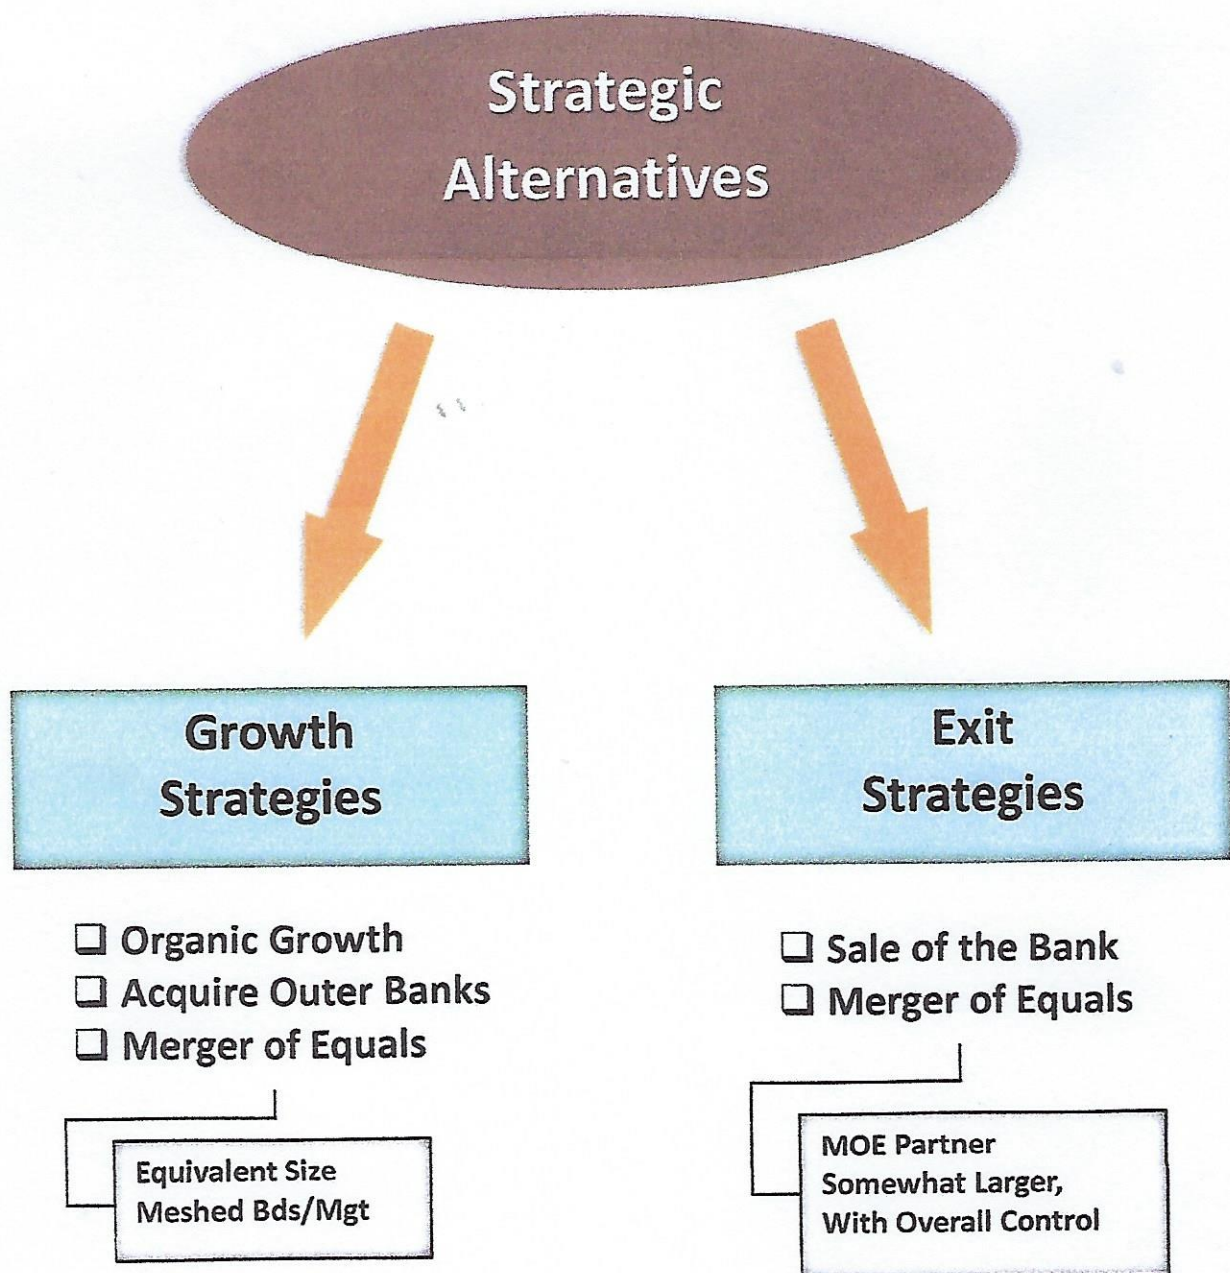 Strategic
Alternatives
Growth
Strategies
Exit
Strategies
❑ Organic Growth
❑ Acquire Outer Banks
❑ Merger of Equals
❑ Sale of the Bank
❑ Merger of Equals
Equivalent Size
Meshed Bds/Mgt
MOE Partner
Somewhat Larger,
With Overall Control